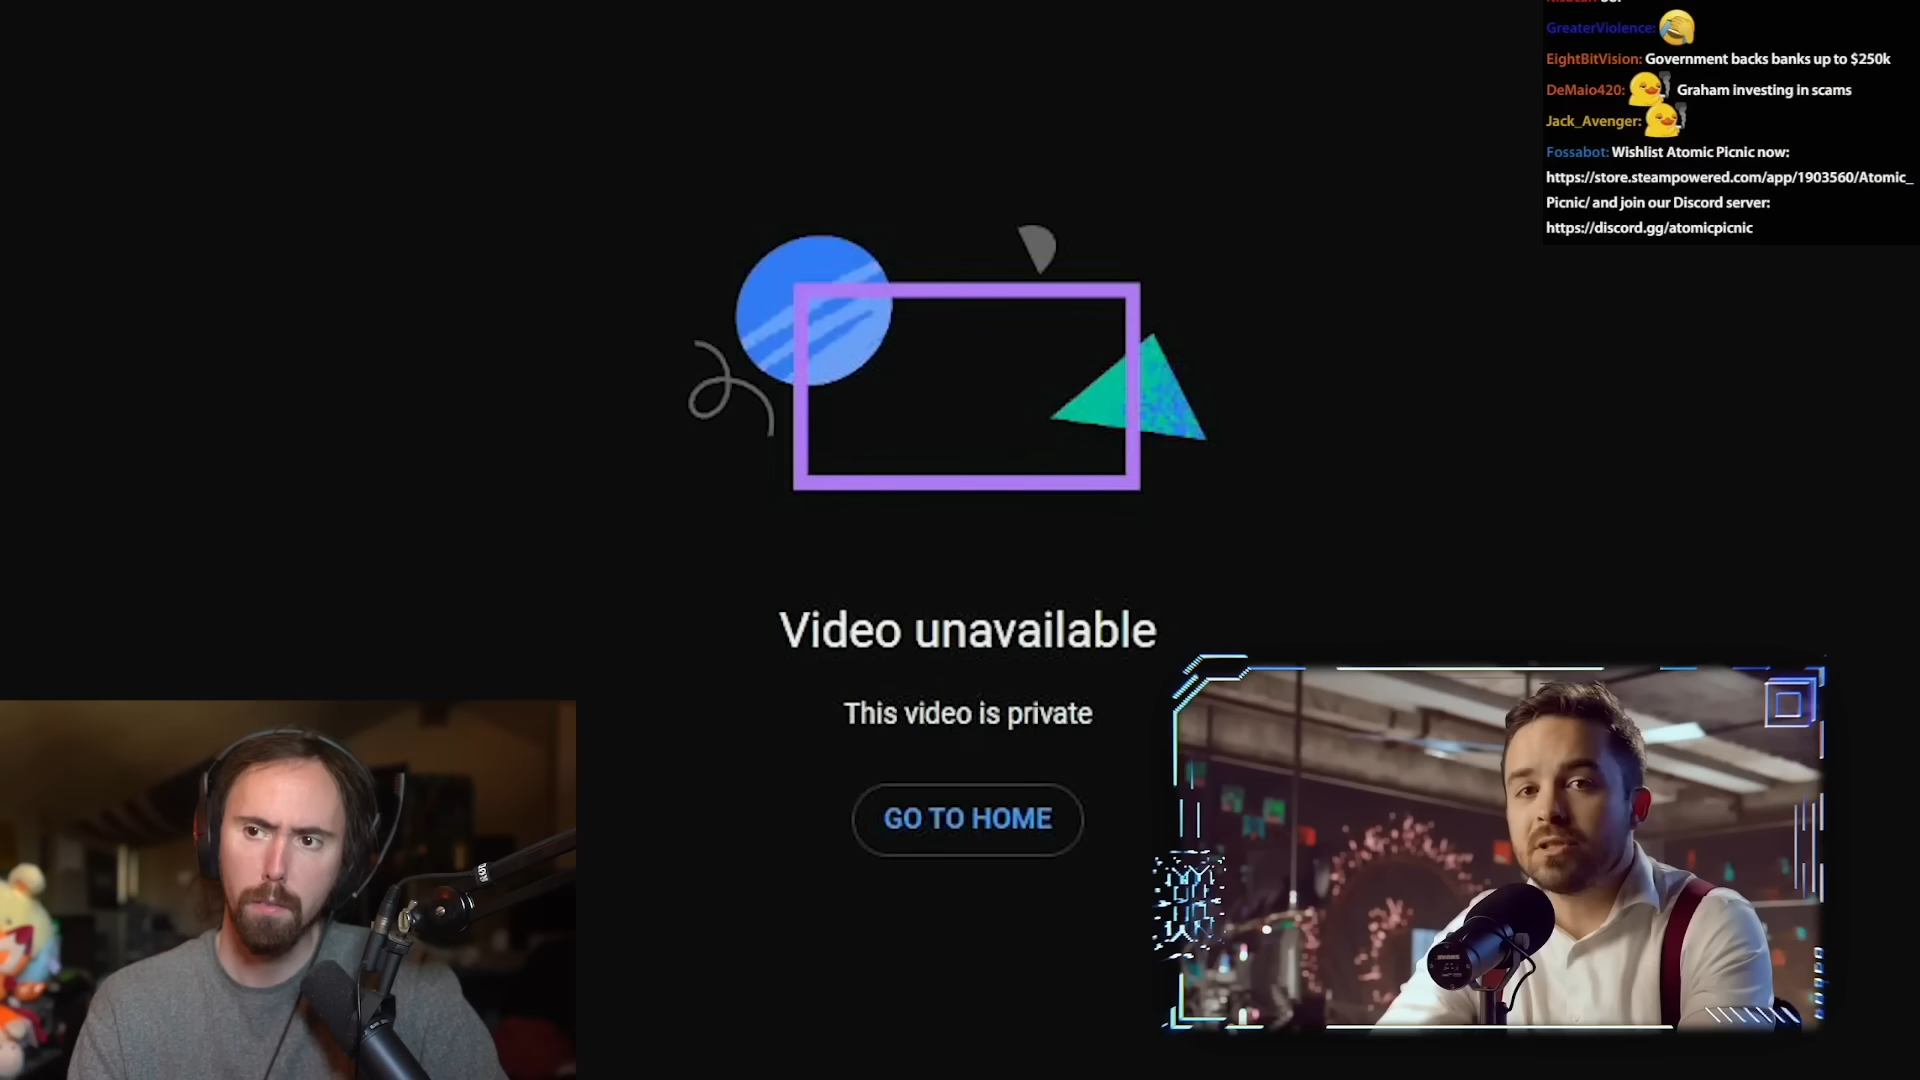 GreaterViolence:
EightBitVision: Government backs banks up to $250k
DeMaio420: Graham investing in scams
Jack_Avenger:
Fossabot: Wishlist Atomic Picnic now:
https://store.steampowered.com/app/1903560/Atomic_
Picnic/ and join our Discord server:
https://discord.gg/atomicpicnic
Video unavailable
This video is private
GO TO HOME